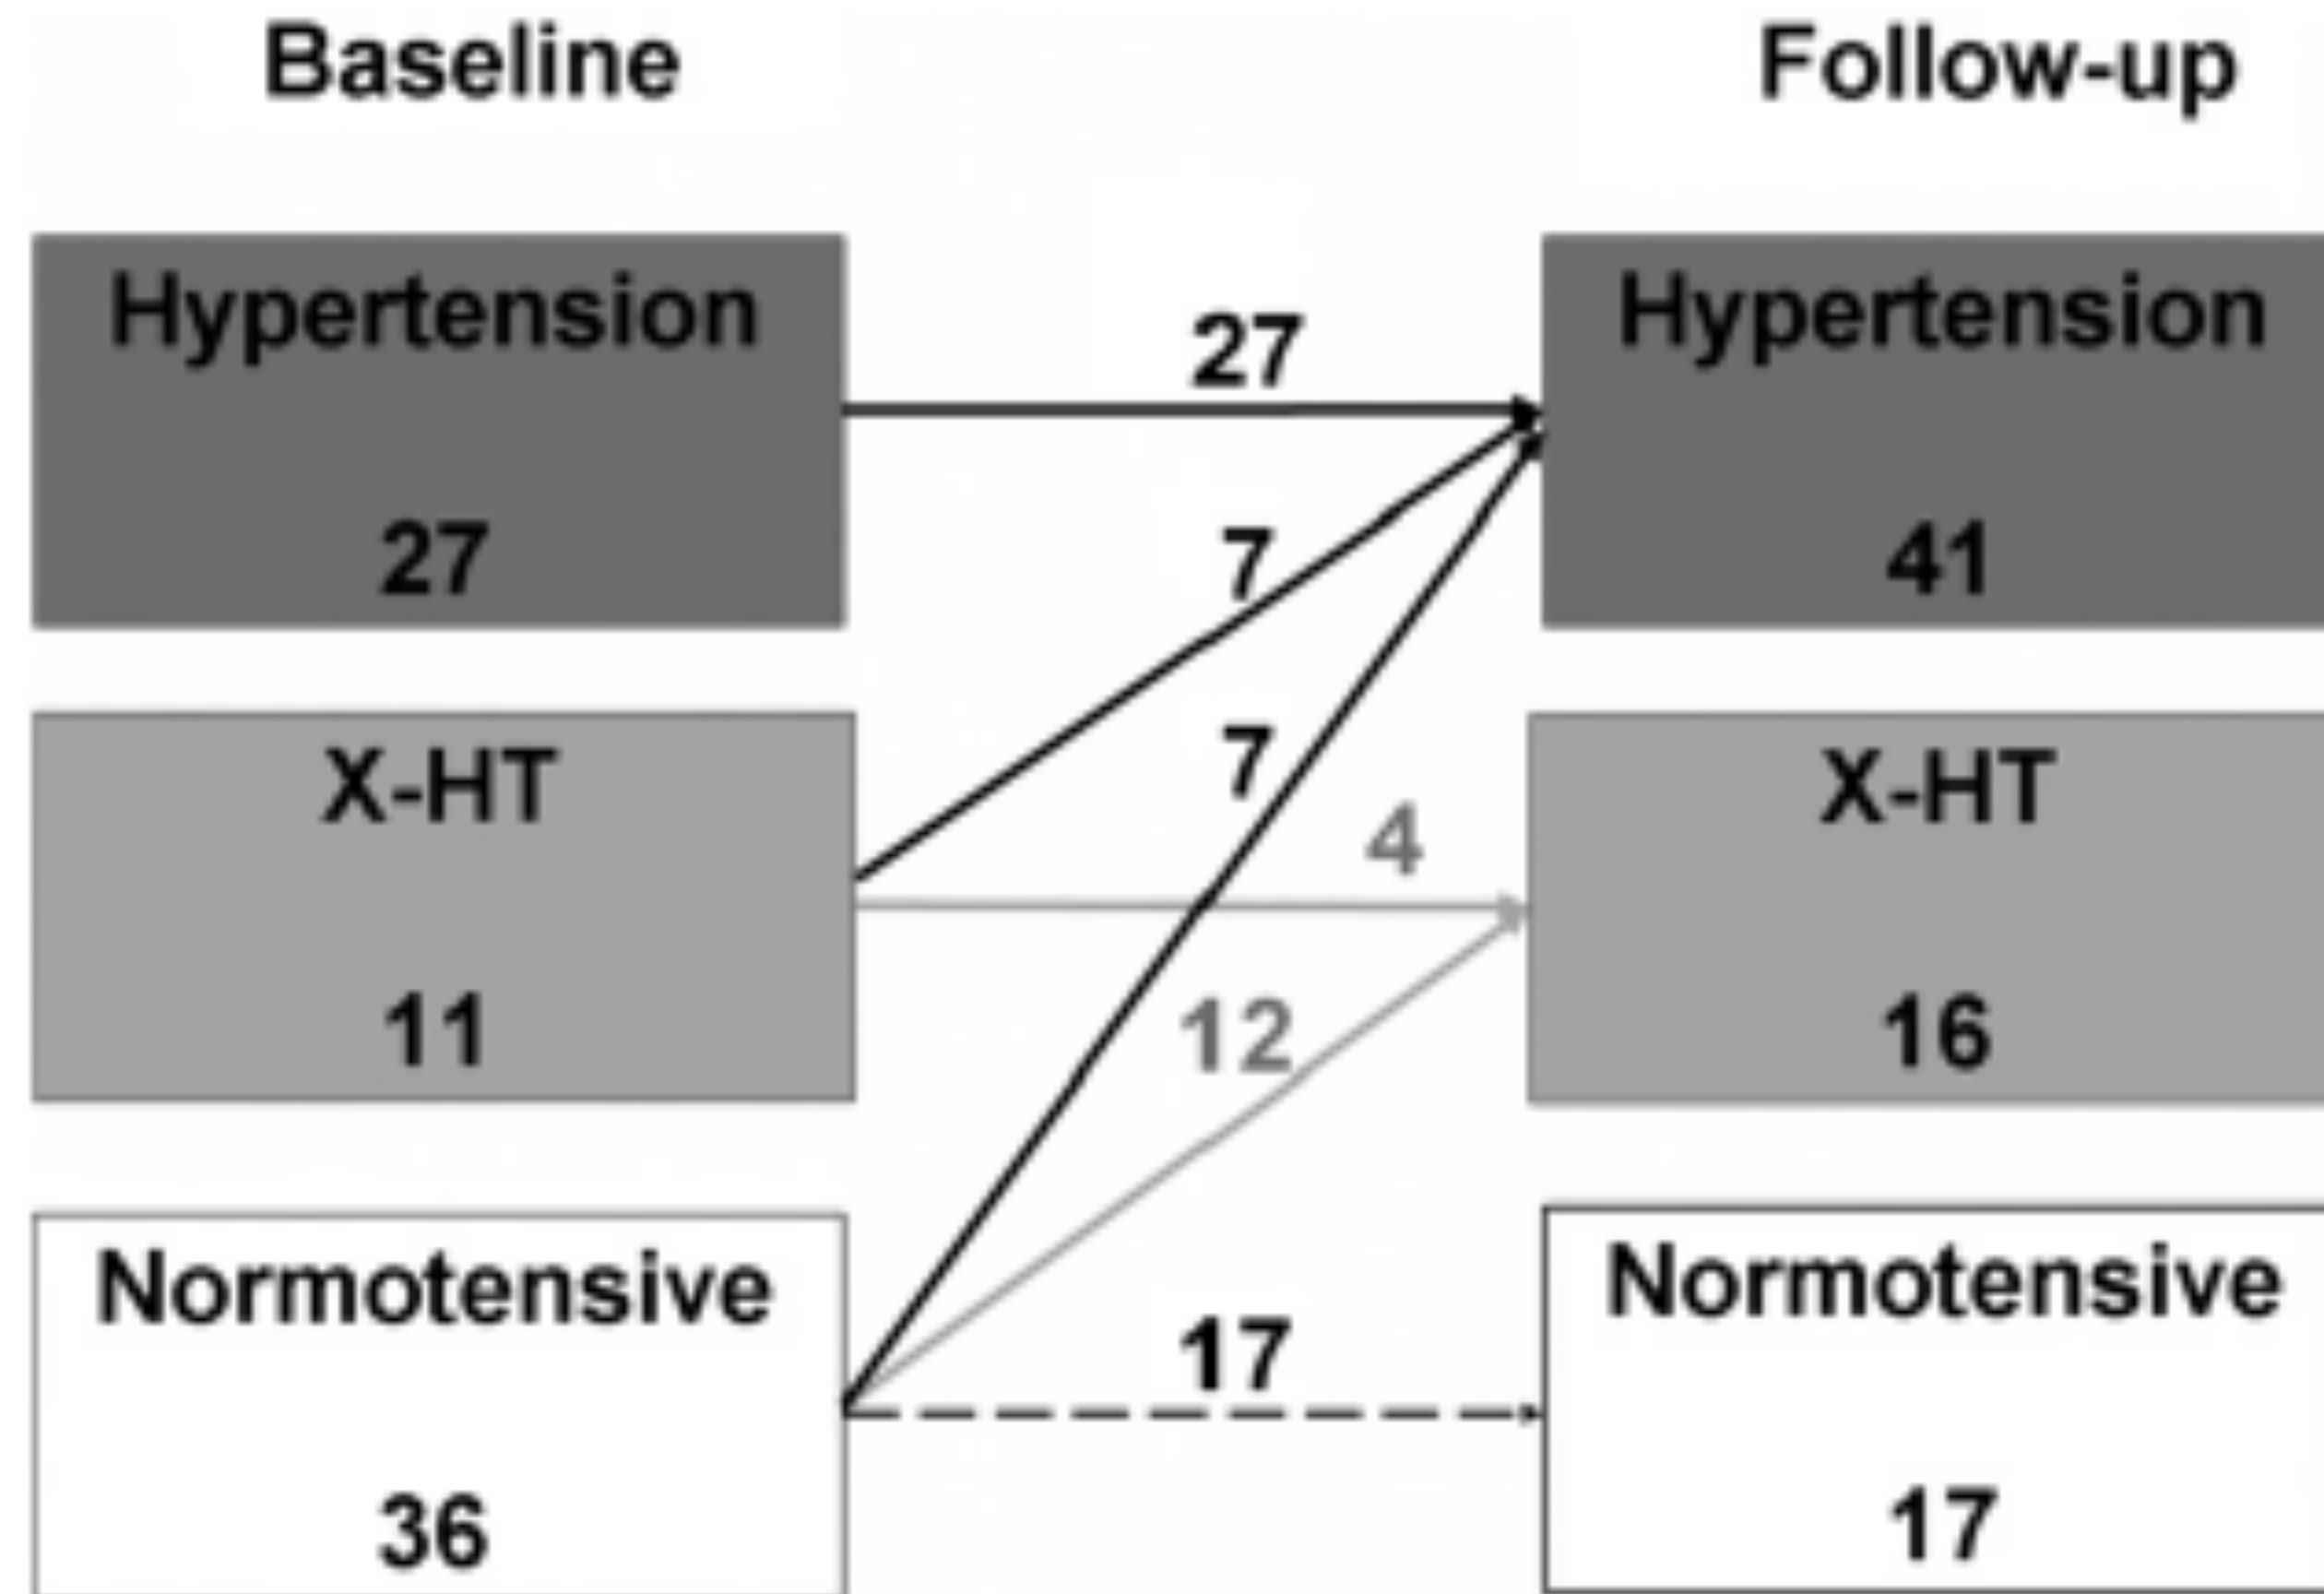 Baseline
Follow-up
Hypertension
27
27
Hypertension
41
7
7
X-HT
11
4
X-HT
16
12
Normotensive
36
17
Normotensive
17